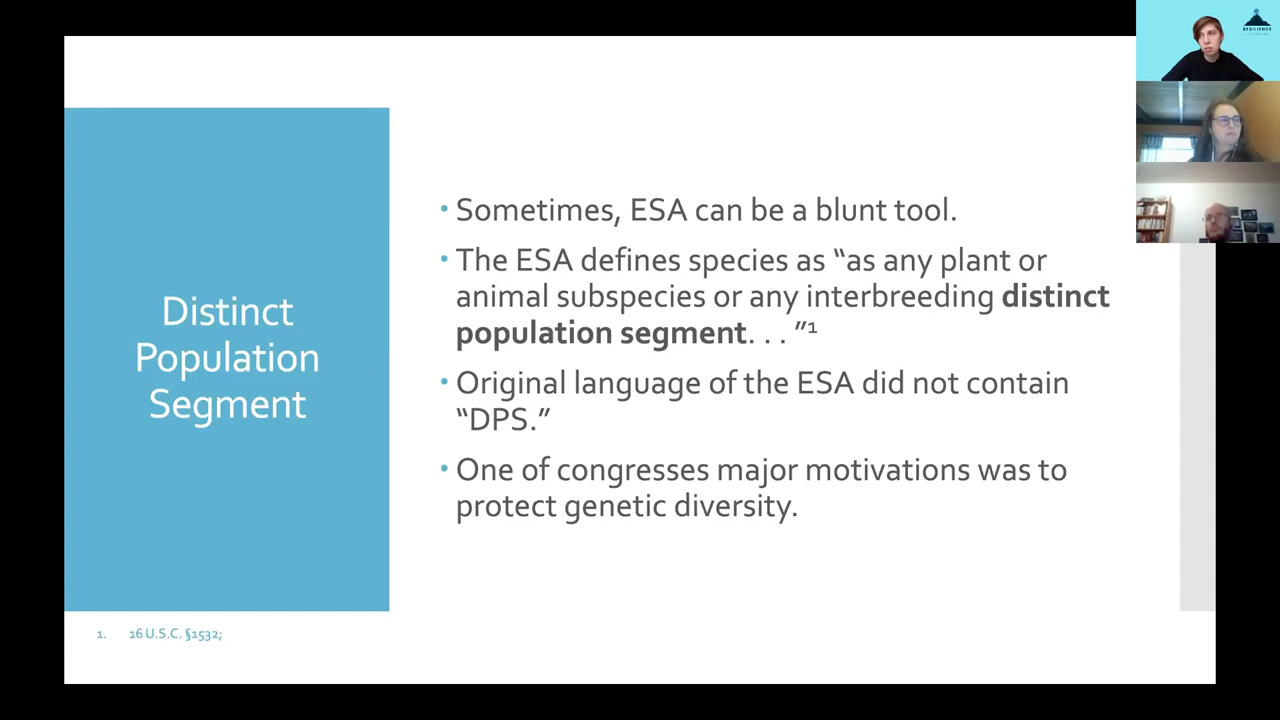 Distinct
Population
Segment
• Sometimes, ESA can be a blunt tool.
• The ESA defines species as “as any plant or
animal subspecies or any interbreeding distinct
population segment. . . ”1
• Original language of the ESA did not contain
“DPS.”
• One of congresses major motivations was to
protect genetic diversity.
1. 16 U.S.C. §1532;
RESILIENCE